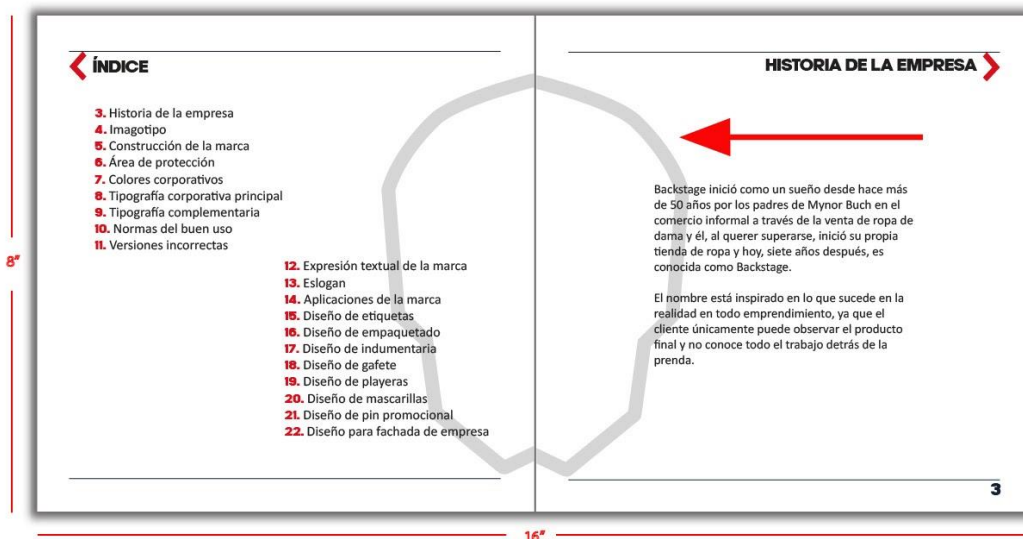 ÍNDICE
3. Historia de la empresa
4. Imagotipo
5. Construcción de la marca
6. Área de protección
7. Colores corporativos
8. Tipografía corporativa principal
9. Tipografía complementaria
10. Normas del buen uso
11. Versiones incorrectas
12. Expresión textual de la marca
13. Eslogan
14. Aplicaciones de la marca
15. Diseño de etiquetas
16. Diseño de empaquetado
17. Diseño de indumentaria
18. Diseño de gafete
19. Diseño de playeras
20. Diseño de mascarillas
21. Diseño de pin promocional
22. Diseño para fachada de empresa
HISTORIA DE LA EMPRESA
Backstage inició como un sueño desde hace más
de 50 años por los padres de Mynor Buch en el
comercio informal a través de la venta de ropa de
dama y él, al querer superarse, inició su propia
tienda de ropa y hoy, siete años después, es
conocida como Backstage.
El nombre está inspirado en lo que sucede en la
realidad en todo emprendimiento, ya que el
cliente únicamente puede observar el producto
final y no conoce todo el trabajo detrás de la
prenda.
3
8"
16"